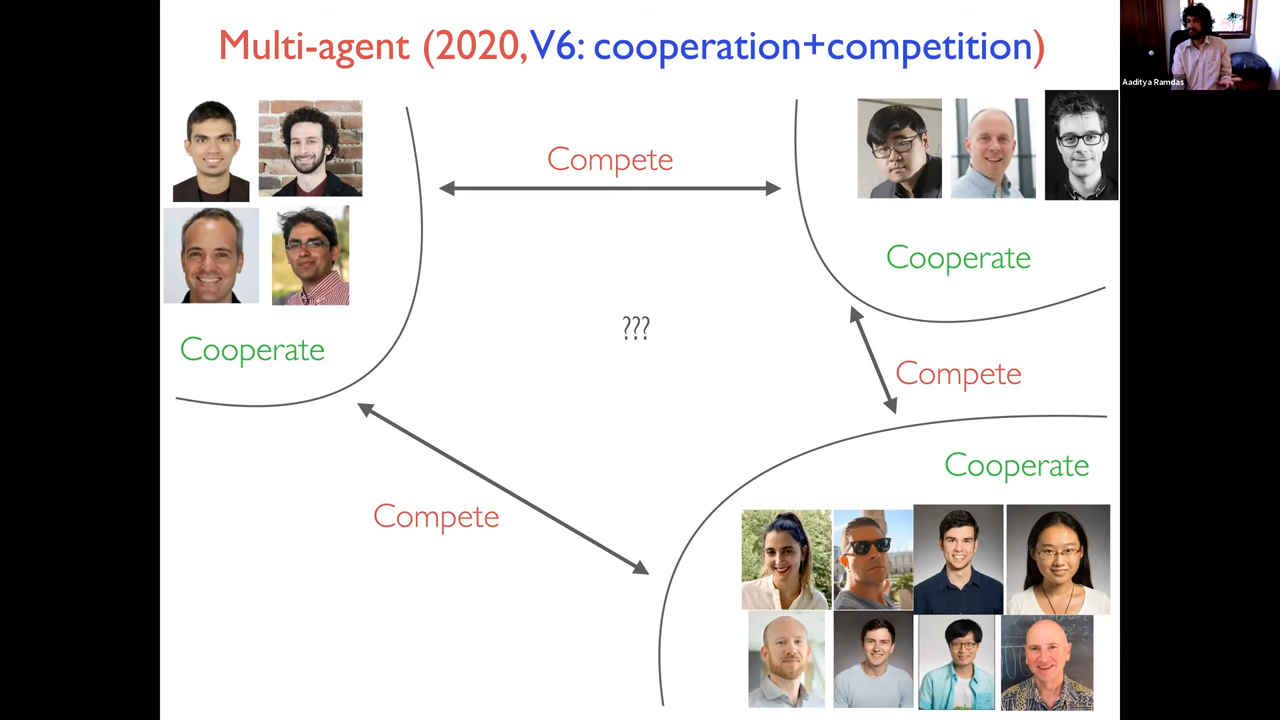 Multi-agent (2020, V6: cooperation+competition)
Aaditya Ramdas
Compete
Cooperate
???
Cooperate
Compete
Cooperate
Compete